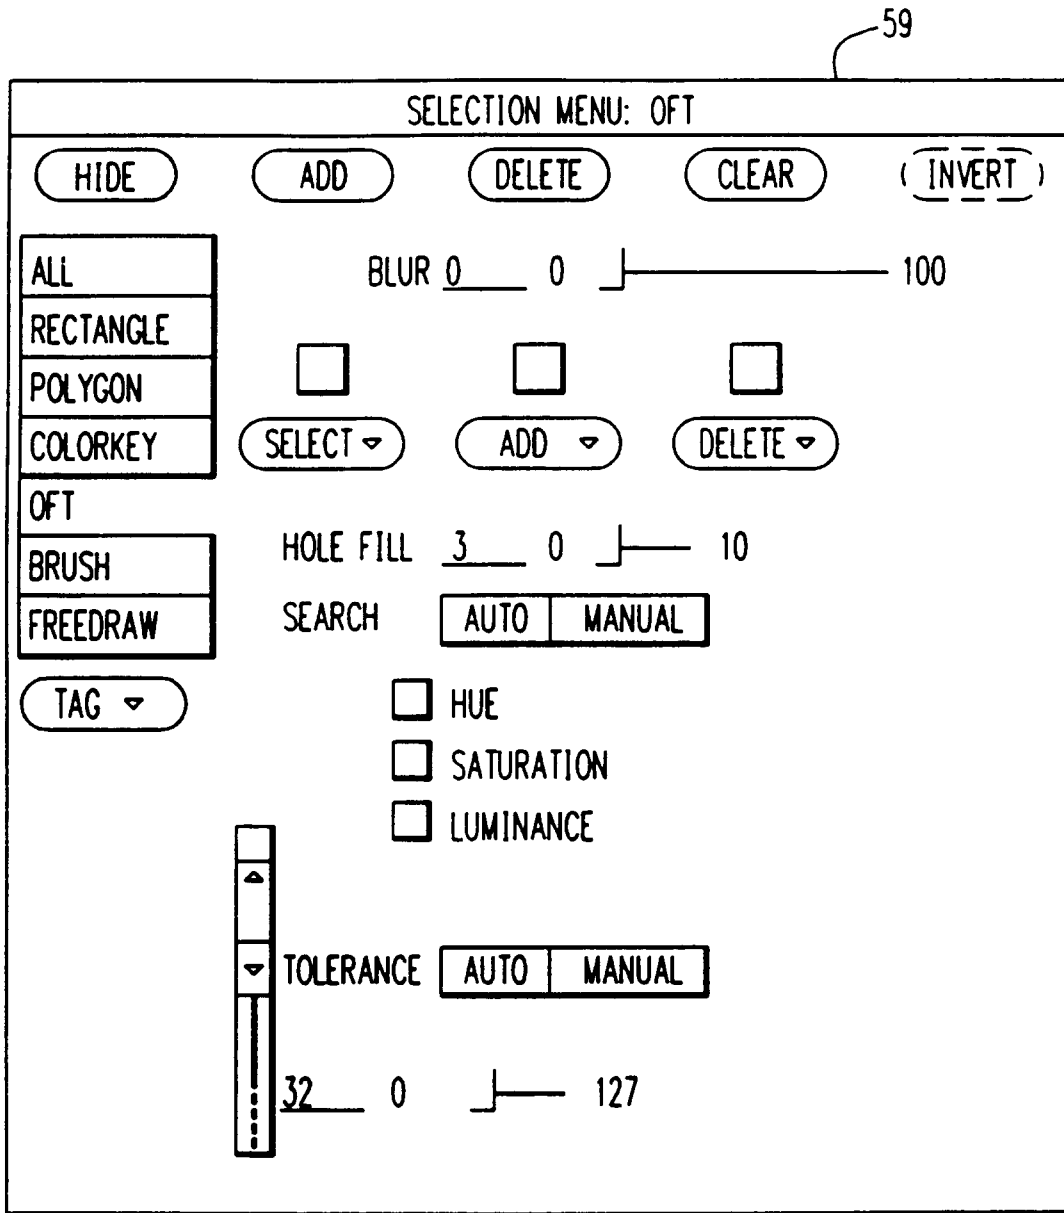 59
SELECTION MENU: OFT
HIDE ADD DELETE CLEAR INVERT
ALL
RECTANGLE
POLYGON
COLORKEY
OFT
BRUSH
FREEDRAW
TAG
BLUR 0 0 100
SELECT ADD DELETE
HOLE FILL 3 0 10
SEARCH AUTO MANUAL
HUE
SATURATION
LUMINANCE
TOLERANCE AUTO MANUAL
32 0 127